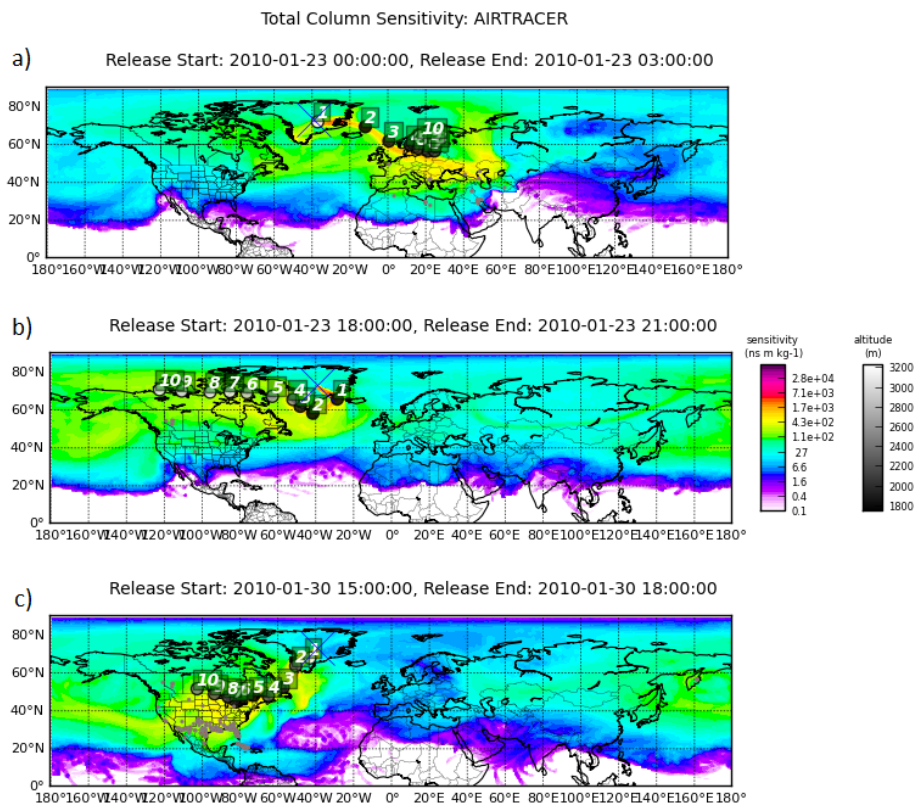 Total Column Sensitivity: AIRTRACER
a)
Release Start: 2010-01-23 00:00:00, Release End: 2010-01-23 03:00:00
80°N
60°N
40°N
20°N
0°
1
2
3
10
180°160°W140°W120°W100°W80°W60°W40°W20°W 0° 20°E 40°E 60°E 80°E100°E120°E140°E160°E 180°
b)
Release Start: 2010-01-23 18:00:00, Release End: 2010-01-23 21:00:00
80°N
60°N
40°N
20°N
0°
10 9 8 7 6 5 4 2 1
180°160°W140°W120°W100°W80°W60°W40°W20°W 0° 20°E 40°E 60°E 80°E100°E120°E140°E160°E 180°
sensitivity
(ns m kg-1)
2.8e+04
7.1e+03
1.7e+03
4.3e+02
1.1e+02
27
6.6
1.6
0.4
0.1
altitude
(m)
3200
3000
2800
2600
2400
2200
2000
1800
c)
Release Start: 2010-01-30 15:00:00, Release End: 2010-01-30 18:00:00
80°N
60°N
40°N
20°N
0°
10 8 5 4 3 2 1
180°160°W140°W120°W100°W80°W60°W40°W20°W 0° 20°E 40°E 60°E 80°E100°E120°E140°E160°E 180°